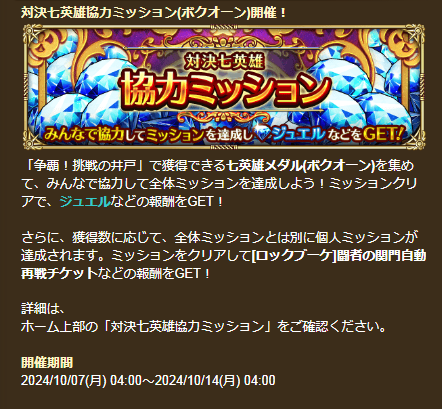 対決七英雄協力ミッション(ボクオーン)開催！
対決七英雄
協力ミッション
みんなで協力してミッションを達成し ジュエルなどをGET!
「争覇！挑戦の井戸」で獲得できる七英雄メダル(ボクオーン)を集め
て、みんなで協力して全体ミッションを達成しよう！ミッションクリ
アで、ジュエルなどの報酬をGET！
さらに、獲得数に応じて、全体ミッションとは別に個人ミッションが
達成されます。ミッションをクリアして[ロックブーケ]闘者の関門自動
再戦チケットなどの報酬をGET！
詳細は、
ホーム上部の「対決七英雄協力ミッション」をご確認ください。
開催期間
2024/10/07(月) 04:00～2024/10/14(月) 04:00